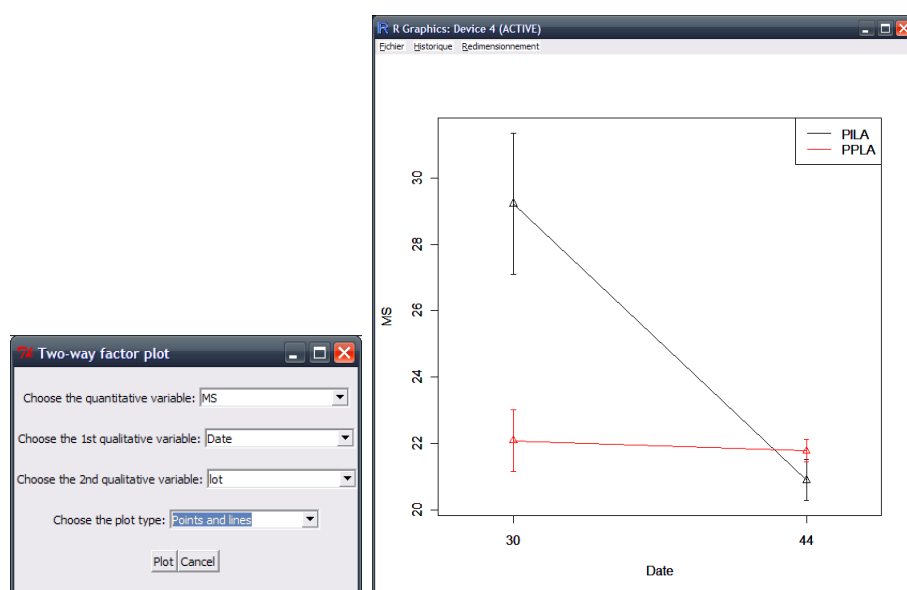 Two-way factor plot
Choose the quantitative variable: MS
Choose the 1st qualitative variable: Date
Choose the 2nd qualitative variable: lot
Choose the plot type: Points and lines
Plot Cancel
R Graphics: Device 4 (ACTIVE)
Fichier Historique Redimensionnement
PILA
PPLA
30
28
26
24
22
20
MS
30 44
Date